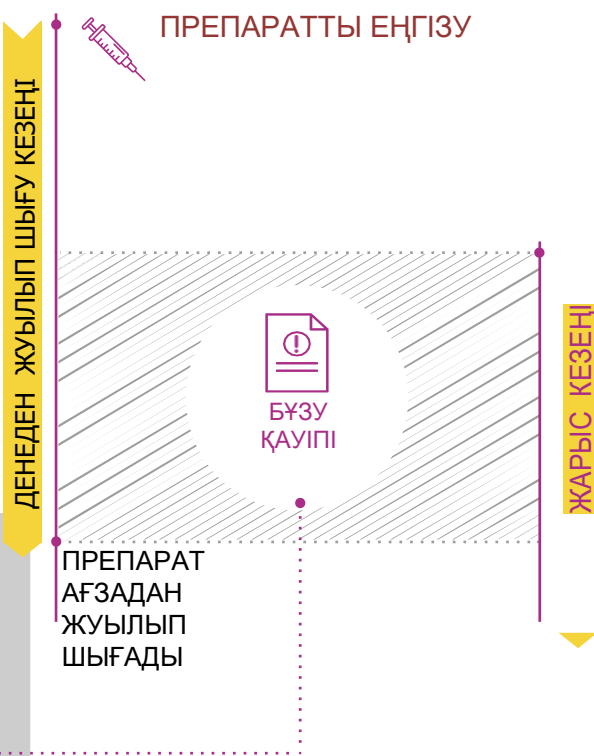 ПРЕПАРАТТЫ ЕҢГІЗУ
ДЕНЕДЕН ЖУЫЛЫП ШЫҒУ КЕЗЕҢІ
БҰЗУ
ҚАУІПІ
ЖАРЫС КЕЗЕҢІ
ПРЕПАРАТ
АҒЗАДАН
ЖУЫЛЫП
ШЫҒАДЫ